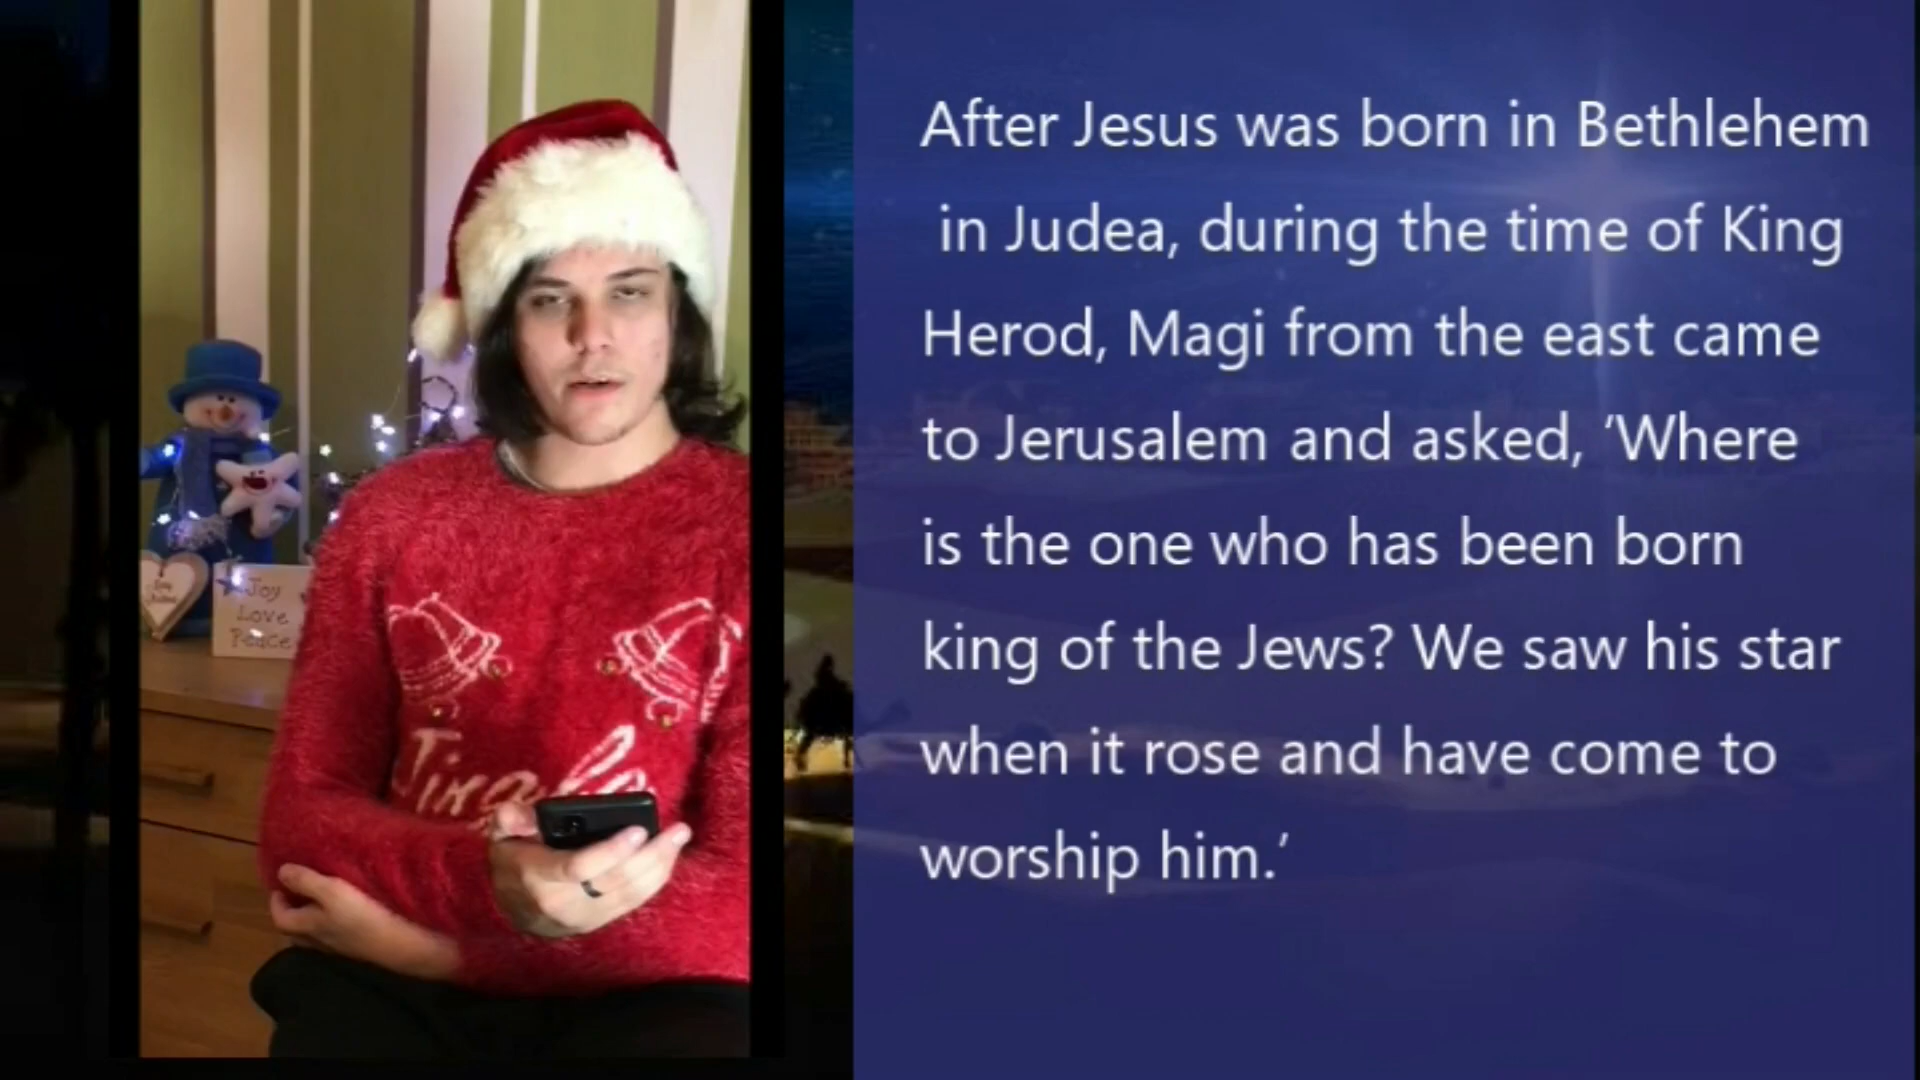 After Jesus was born in Bethlehem
in Judea, during the time of King
Herod, Magi from the east came
to Jerusalem and asked, ‘Where
is the one who has been born
king of the Jews? We saw his star
when it rose and have come to
worship him.’
Joy
Love
Peace
Jingle